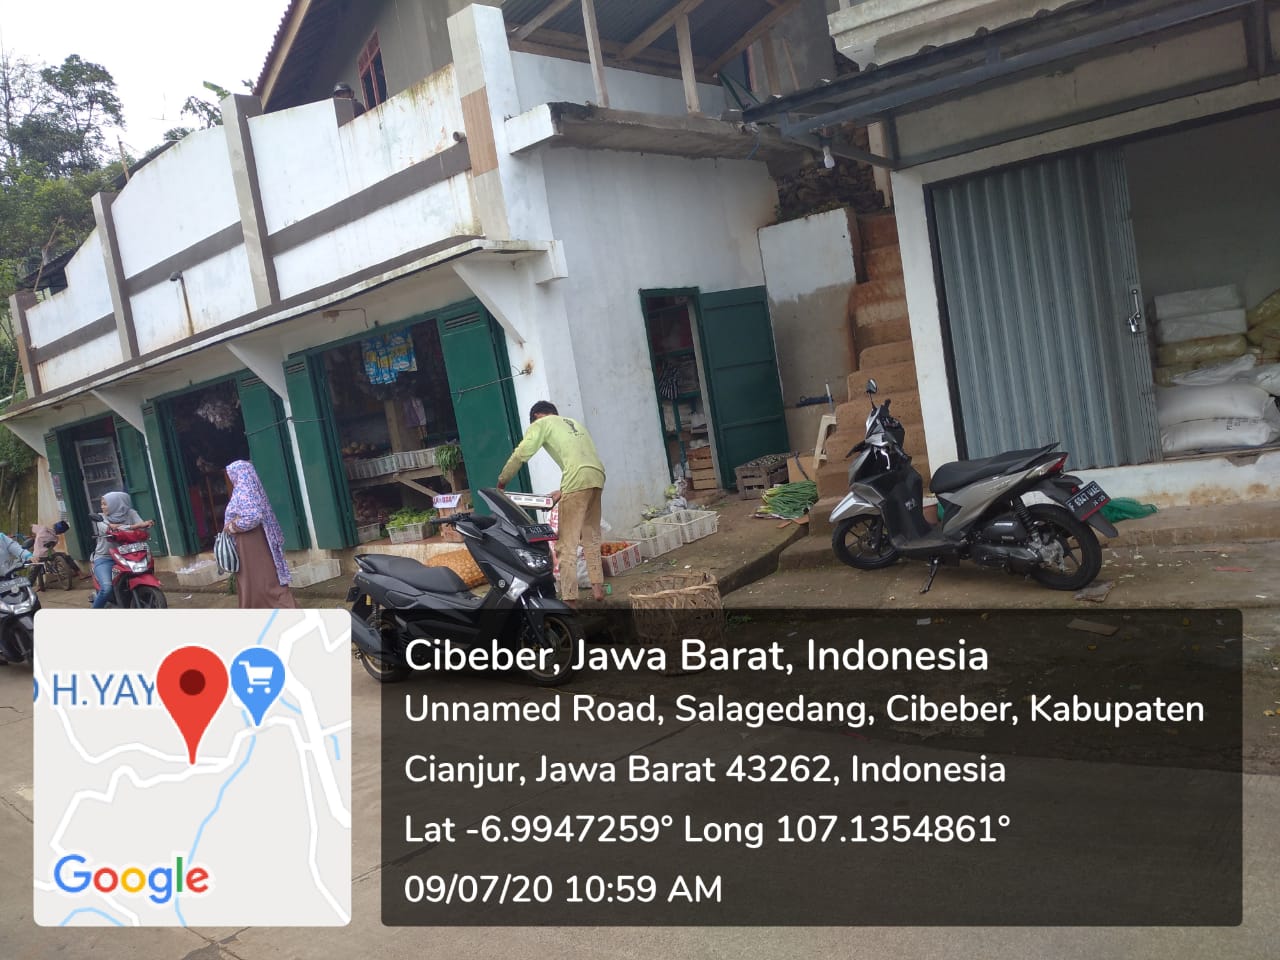 Cibeber, Jawa Barat, Indonesia
Unnamed Road, Salagedang, Cibeber, Kabupaten
Cianjur, Jawa Barat 43262, Indonesia
Lat -6.9947259° Long 107.1354861°
09/07/20 10:59 AM
H.YAY
Google